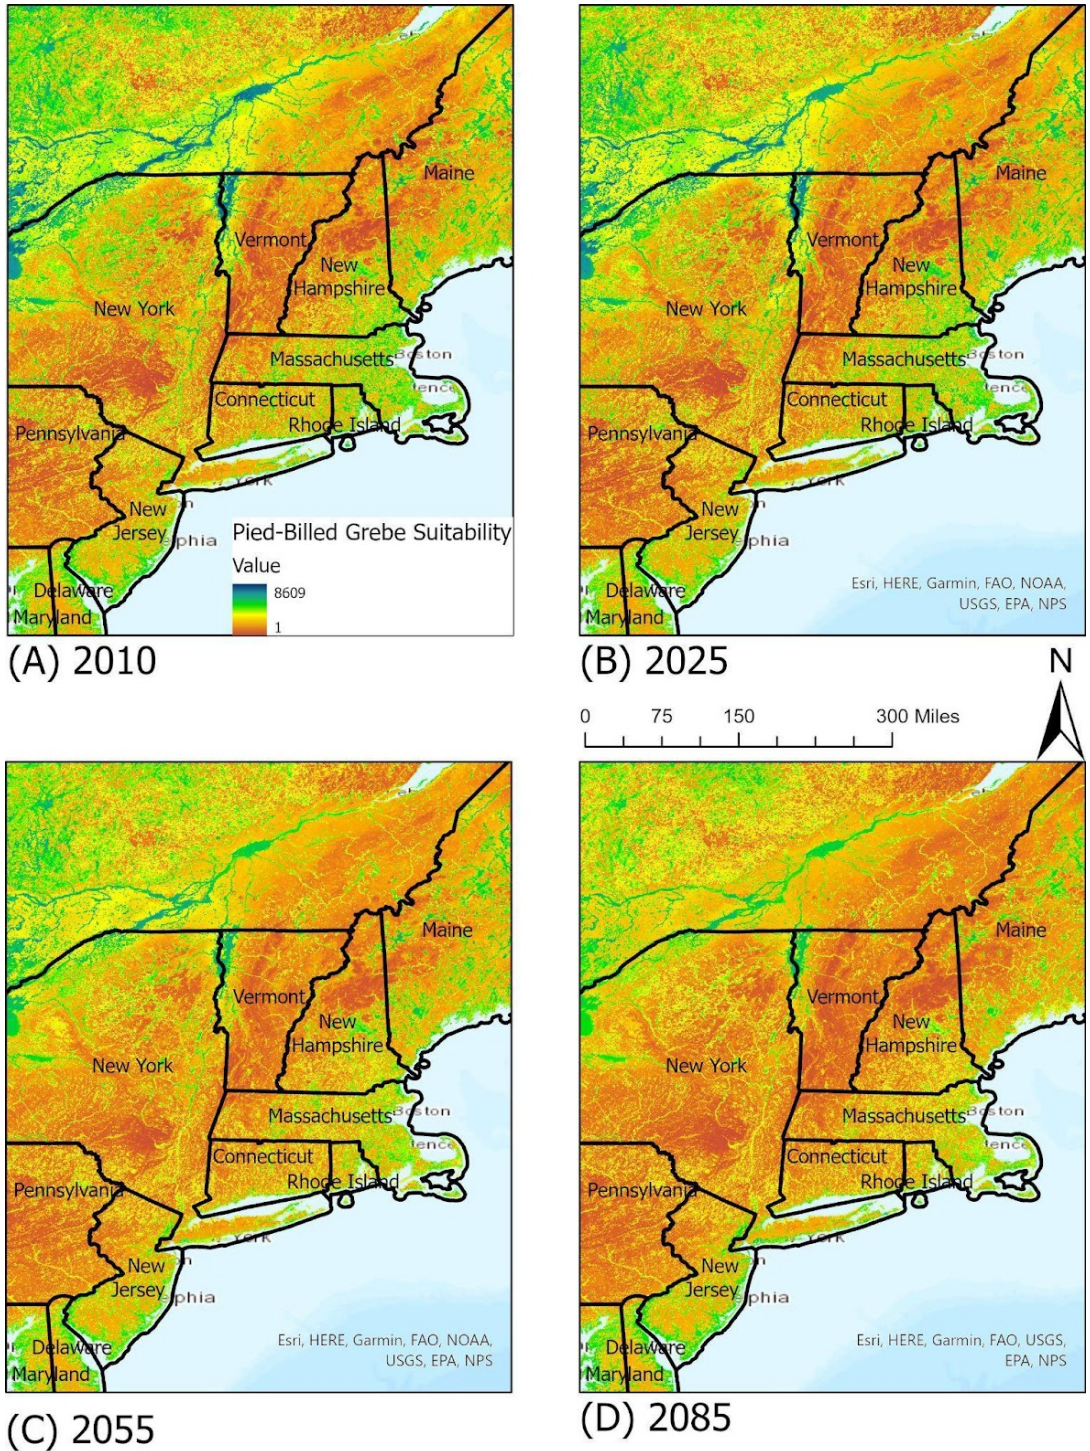 Maine
Vermont
New
Hampshire
New York
Massachusetts
Boston
Connecticut
Rhode Island
Pennsylvania
New
Jersey
Delaware
Maryland
Pied-Billed Grebe Suitability
Value
8609
1
(A) 2010
Maine
Vermont
New
Hampshire
New York
Massachusetts
Boston
Connecticut
Rhode Island
Pennsylvania
New
Jersey
Delaware
Maryland
Esri, HERE, Garmin, FAO, NOAA,
USGS, EPA, NPS
(B) 2025
N
0 75 150 300 Miles
Maine
Vermont
New
Hampshire
New York
Massachusetts
Boston
Connecticut
Rhode Island
Pennsylvania
New
Jersey
Delaware
Maryland
Esri, HERE, Garmin, FAO, NOAA,
USGS, EPA, NPS
(C) 2055
Maine
Vermont
New
Hampshire
New York
Massachusetts
Boston
Connecticut
Rhode Island
Pennsylvania
New
Jersey
Delaware
Maryland
Esri, HERE, Garmin, FAO, USGS,
EPA, NPS
(D) 2085